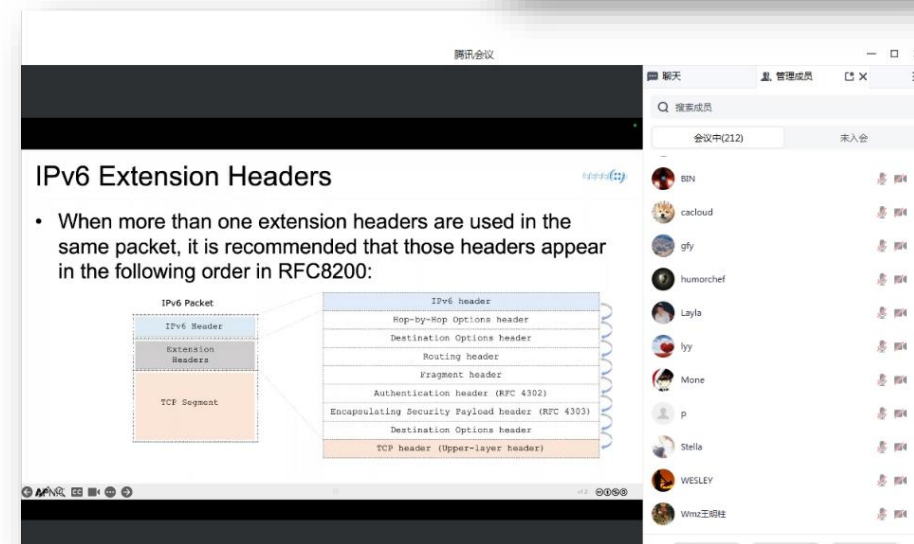 腾讯会议
聊天
管理成员
搜索成员
会议中(212)
未入会
IPv6 Extension Headers
• When more than one extension headers are used in the
same packet, it is recommended that those headers appear
in the following order in RFC8200:
IPv6 Packet
IPv6 Header
Extension
Headers
TCP Segment
IPv6 header
Hop-by-Hop Options header
Destination Options header
Routing header
Fragment header
Authentication header (RFC 4302)
Encapsulating Security Payload header (RFC 4303)
Destination Options header
TCP header (Upper-layer header)
APNIC
BIN
cacloud
gfy
humorchef
Layla
lyy
Mone
p
Stella
WESLEY
Wmz王明柱